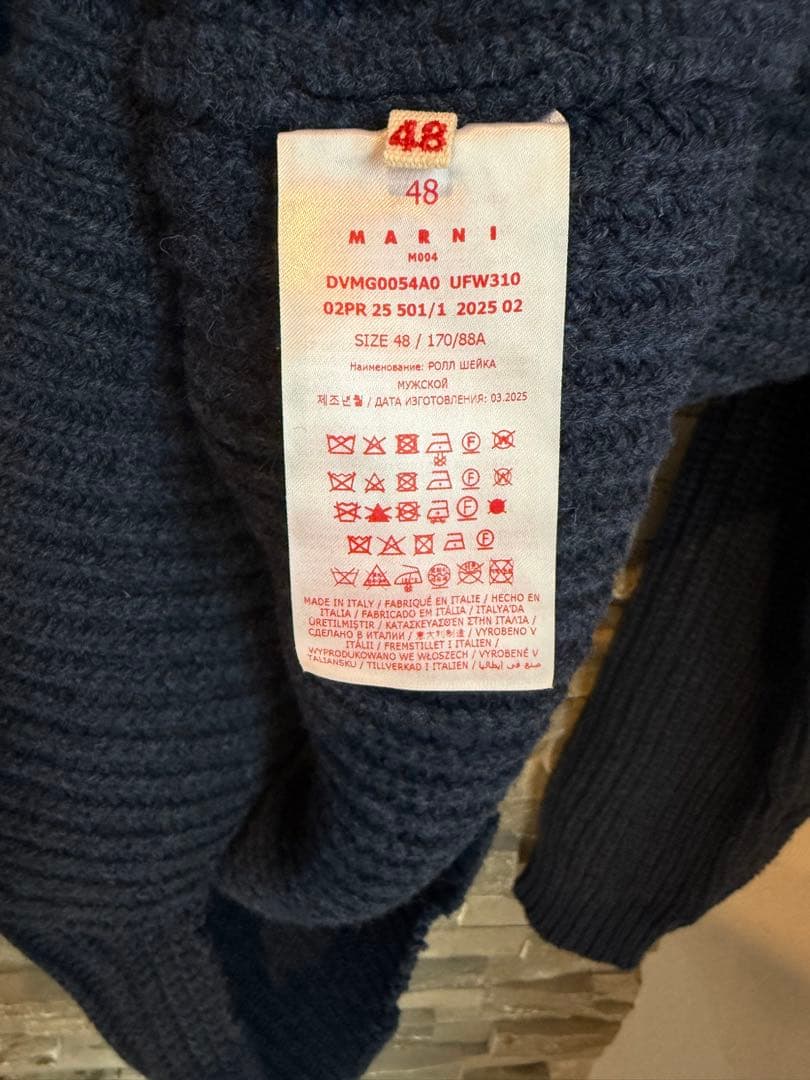 48
48
MARNI
M004
DVMG0054A0 UFW310
02PR 25 501/1 2025 02
SIZE 48 / 170/88A
Наименование: РОЛЛ ШЕЙКА
МУЖСКОЙ
제조년월 / ДАТА ИЗГОТОВЛЕНИЯ: 03.2025
F W
F W
F
F
MADE IN ITALY / FABRIQUÉ EN ITALIE / HECHO EN
ITALIA / FABRICADO EM ITÁLIA / ITALYA'DA
ÜRETILMIŞTIR / ΚΑΤΑΣΚΕΥΑΣΘΕΝ ΣΤΗΝ ΙΤΑΛΙΑ /
СДЕЛАНО В ИТАЛИИ / 意大利制造 / VYROBENO V
ITÁLII / FREMSTILLET I ITALIEN /
WYPRODUKOWANO WE WŁOSZECH / VYROBENÉ V
TALIANSKU / TILLVERKAD I ITALIEN / صنع في إيطاليا